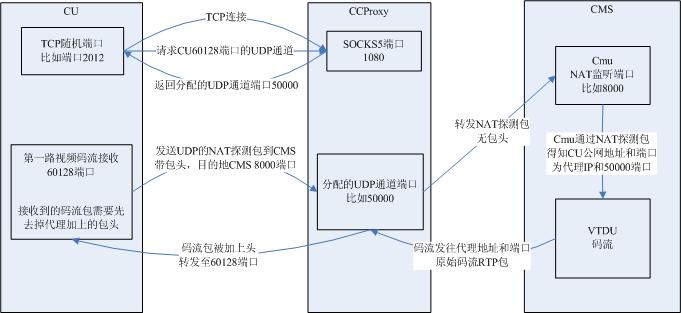 CU
CCProxy
CMS
TCP随机端口
比如端口2012
TCP连接
请求CU60128端口的UDP通道
返回分配的UDP通道端口50000
SOCKS5端口
1080
Cmu
NAT监听端口
比如8000
转发NAT探测包
无包头
Cmu通过NAT探测包
得知CU公网地址和端口
为代理IP和50000端口
第一路视频码流接收
60128端口
接收到的码流包需要先
去掉代理加上的包头
发送UDP的NAT探测包到CMS
带包头，目的地CMS 8000端口
分配的UDP通道端口
比如50000
码流包被加上头
转发至60128端口
码流发往代理地址和端口
原始码流RTP包
VTDU
码流